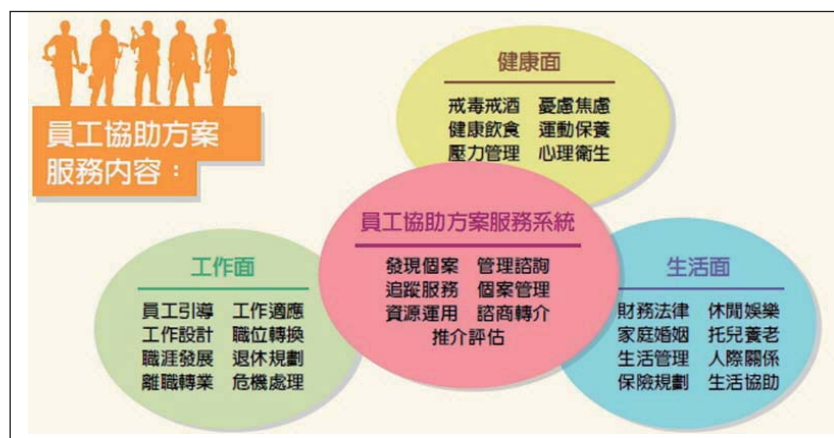 員工協助方案
服務內容：
健康面
戒毒戒酒 憂慮焦慮
健康飲食 運動保養
壓力管理 心理衛生
員工協助方案服務系統
發現個案 管理諮詢
追蹤服務 個案管理
資源運用 諮商轉介
推介評估
工作面
員工引導 工作適應
工作設計 職位轉換
職涯發展 退休規劃
離職轉業 危機處理
生活面
財務法律 休閒娛樂
家庭婚姻 托兒養老
生活管理 人際關係
保險規劃 生活協助